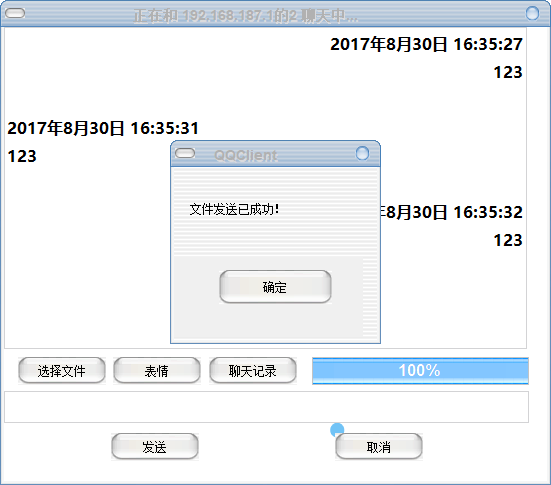 正在和 192.168.187.1的2 聊天中...
2017年8月30日 16:35:27
123
2017年8月30日 16:35:31
123
QQClient
文件发送已成功!
确定
年8月30日 16:35:32
123
选择文件
表情
聊天记录
100%
发送
取消